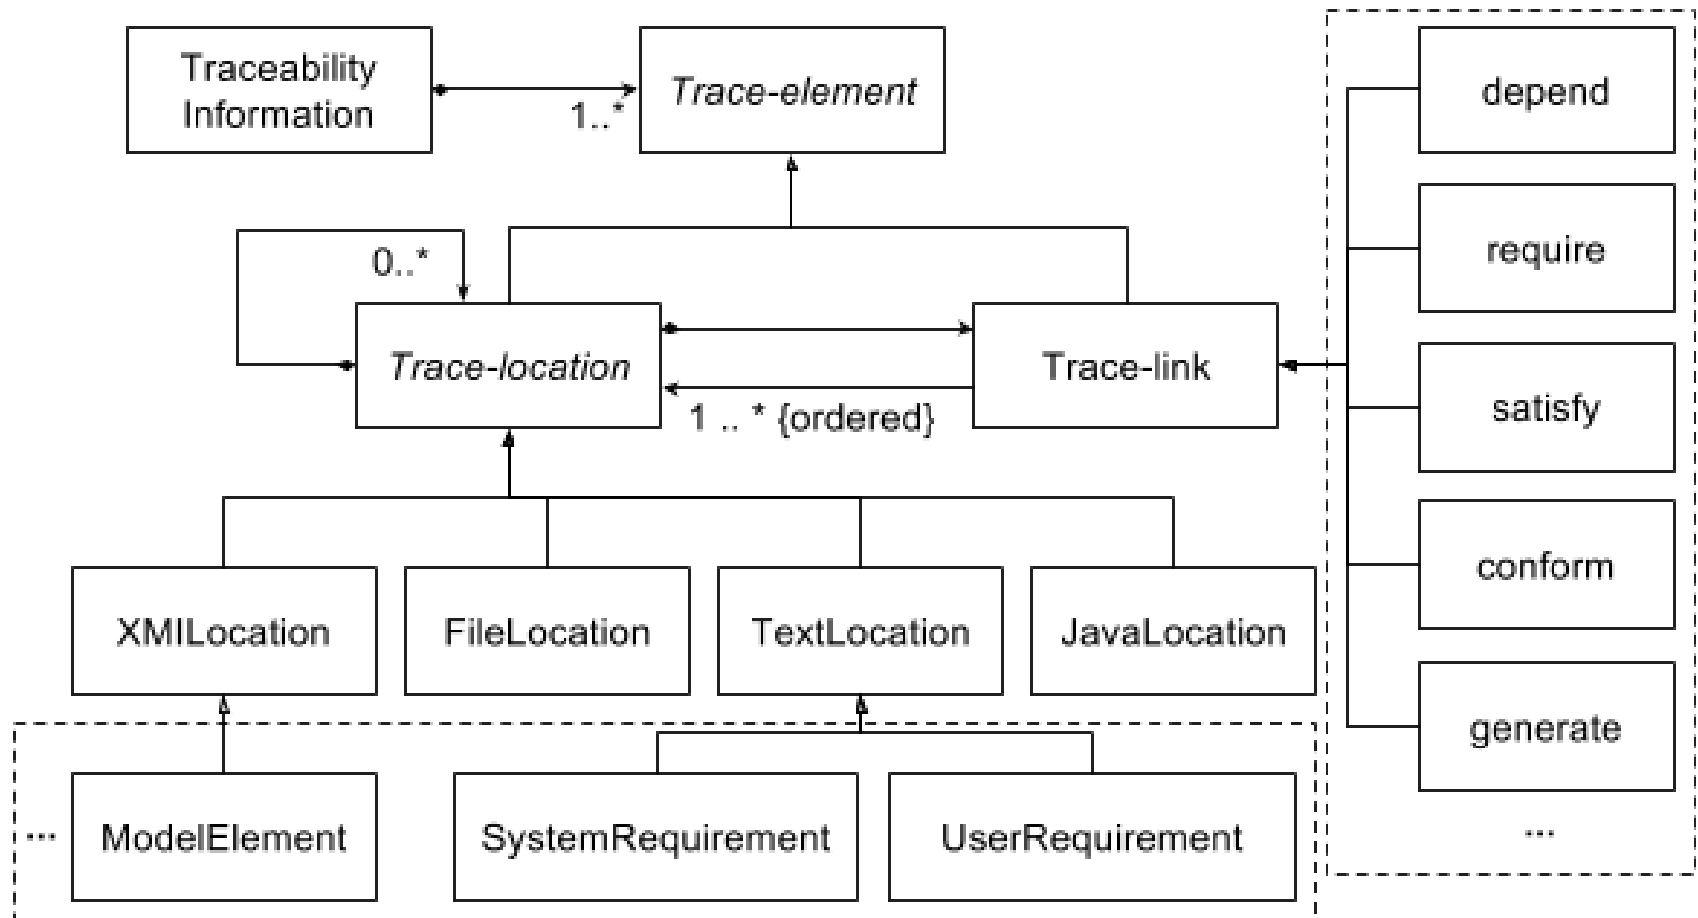 Traceability
Information
1..*
Trace-element
depend
require
0..*
Trace-location
Trace-link
1 .. * {ordered}
satisfy
conform
XMILocation
FileLocation
TextLocation
JavaLocation
generate
...
ModelElement
SystemRequirement
UserRequirement
...